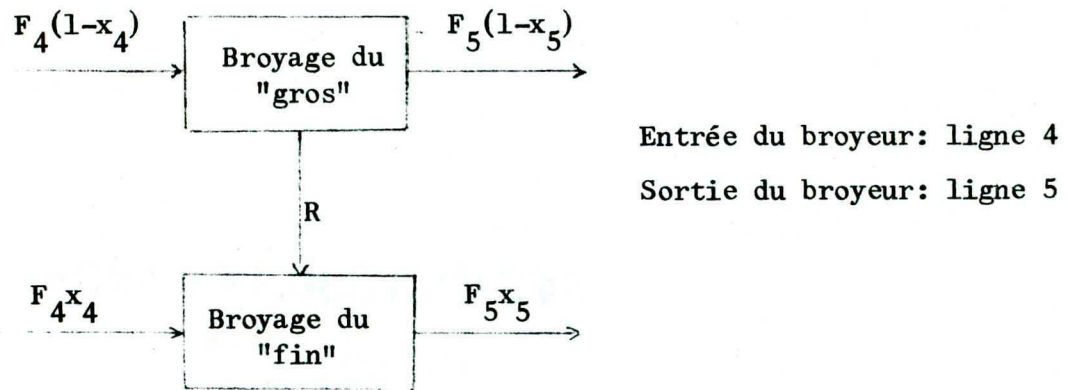 F4(1-x4)
F5(1-x5)
Broyage du
"gros"
Entrée du broyeur: ligne 4
Sortie du broyeur: ligne 5
R
F4x4
F5x5
Broyage du
"fin"